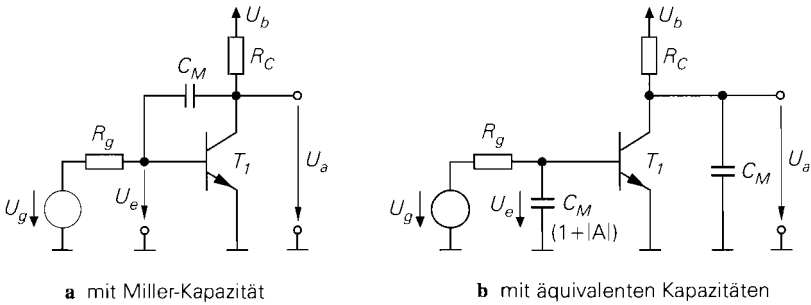 U_b
R_C
C_M
R_g
T_1
U_g
U_e
U_a
a mit Miller-Kapazität
U_b
R_C
R_g
T_1
U_g
U_e
C_M
(1+|A|)
C_M
U_a
b mit äquivalenten Kapazitäten